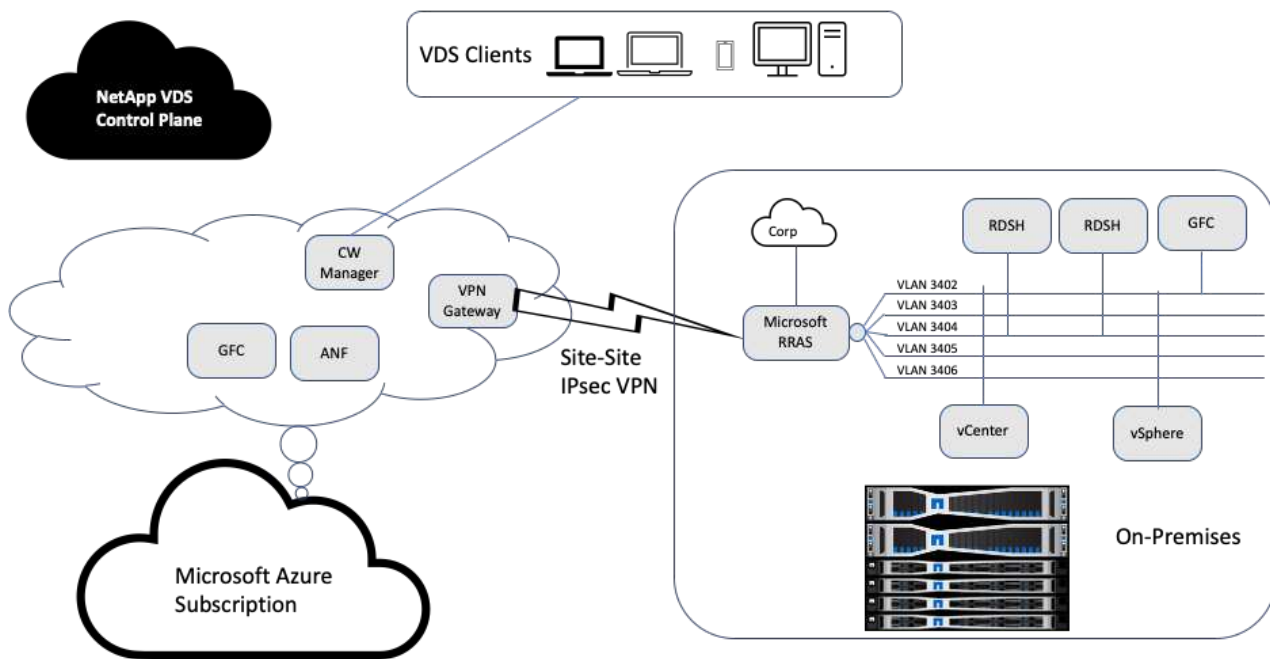 NetApp VDS
Control Plane
VDS Clients
CW
Manager
VPN
Gateway
GFC
ANF
Site-Site
IPsec VPN
Microsoft Azure
Subscription
Corp
Microsoft
RRAS
RDSH
RDSH
GFC
VLAN 3402
VLAN 3403
VLAN 3404
VLAN 3405
VLAN 3406
vCenter
vSphere
On-Premises